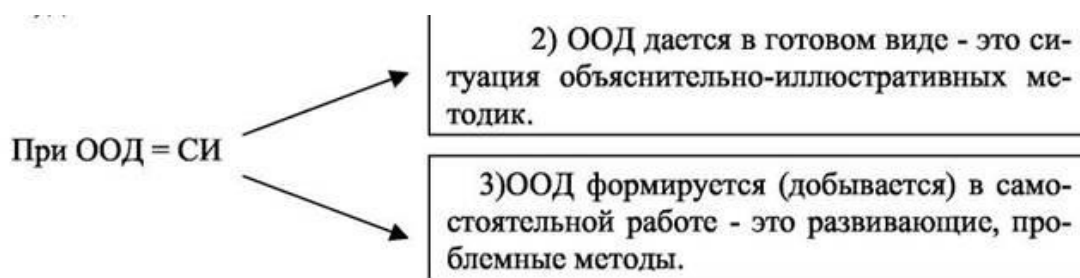 2) ООД дается в готовом виде - это си-
туация объяснительно-иллюстративных ме-
тодик.
При ООД = СИ
3)ООД формируется (добывается) в само-
стоятельной работе - это развивающие, про-
блемные методы.